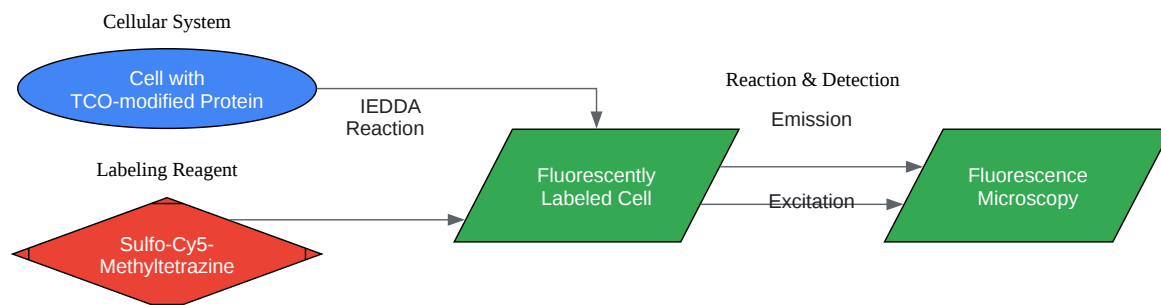 Cellular System
Cell with
TCO-modified Protein
IEDDA
Reaction
Labeling Reagent
Sulfo-Cy5-
Methyltetrazine
Fluorescently
Labeled Cell
Reaction & Detection
Emission
Excitation
Fluorescence
Microscopy